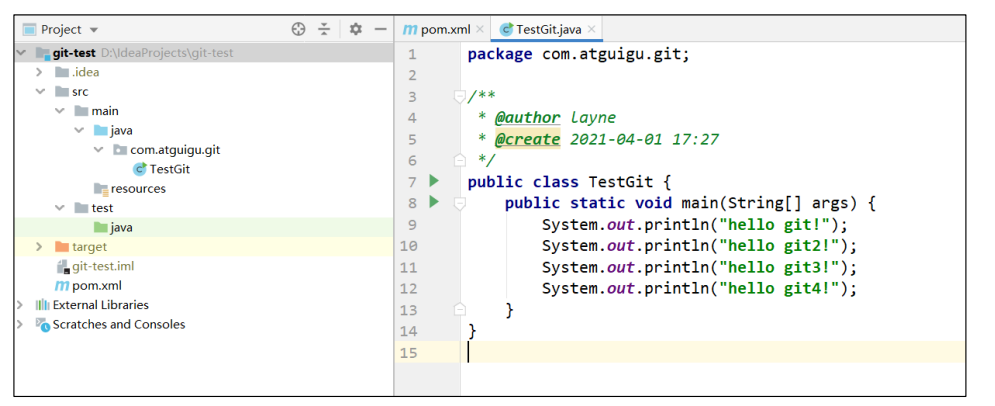 Project
git-test D:\IdeaProjects\git-test
.idea
src
main
java
com.atguigu.git
TestGit
resources
test
java
target
git-test.iml
pom.xml
External Libraries
Scratches and Consoles
pom.xml × TestGit.java ×
1 package com.atguigu.git;
2
3 /**
4 * @author layne
5 * @create 2021-04-01 17:27
6 */
7 public class TestGit {
8 public static void main(String[] args) {
9 System.out.println("hello git!");
10 System.out.println("hello git2!");
11 System.out.println("hello git3!");
12 System.out.println("hello git4!");
13 }
14 }
15